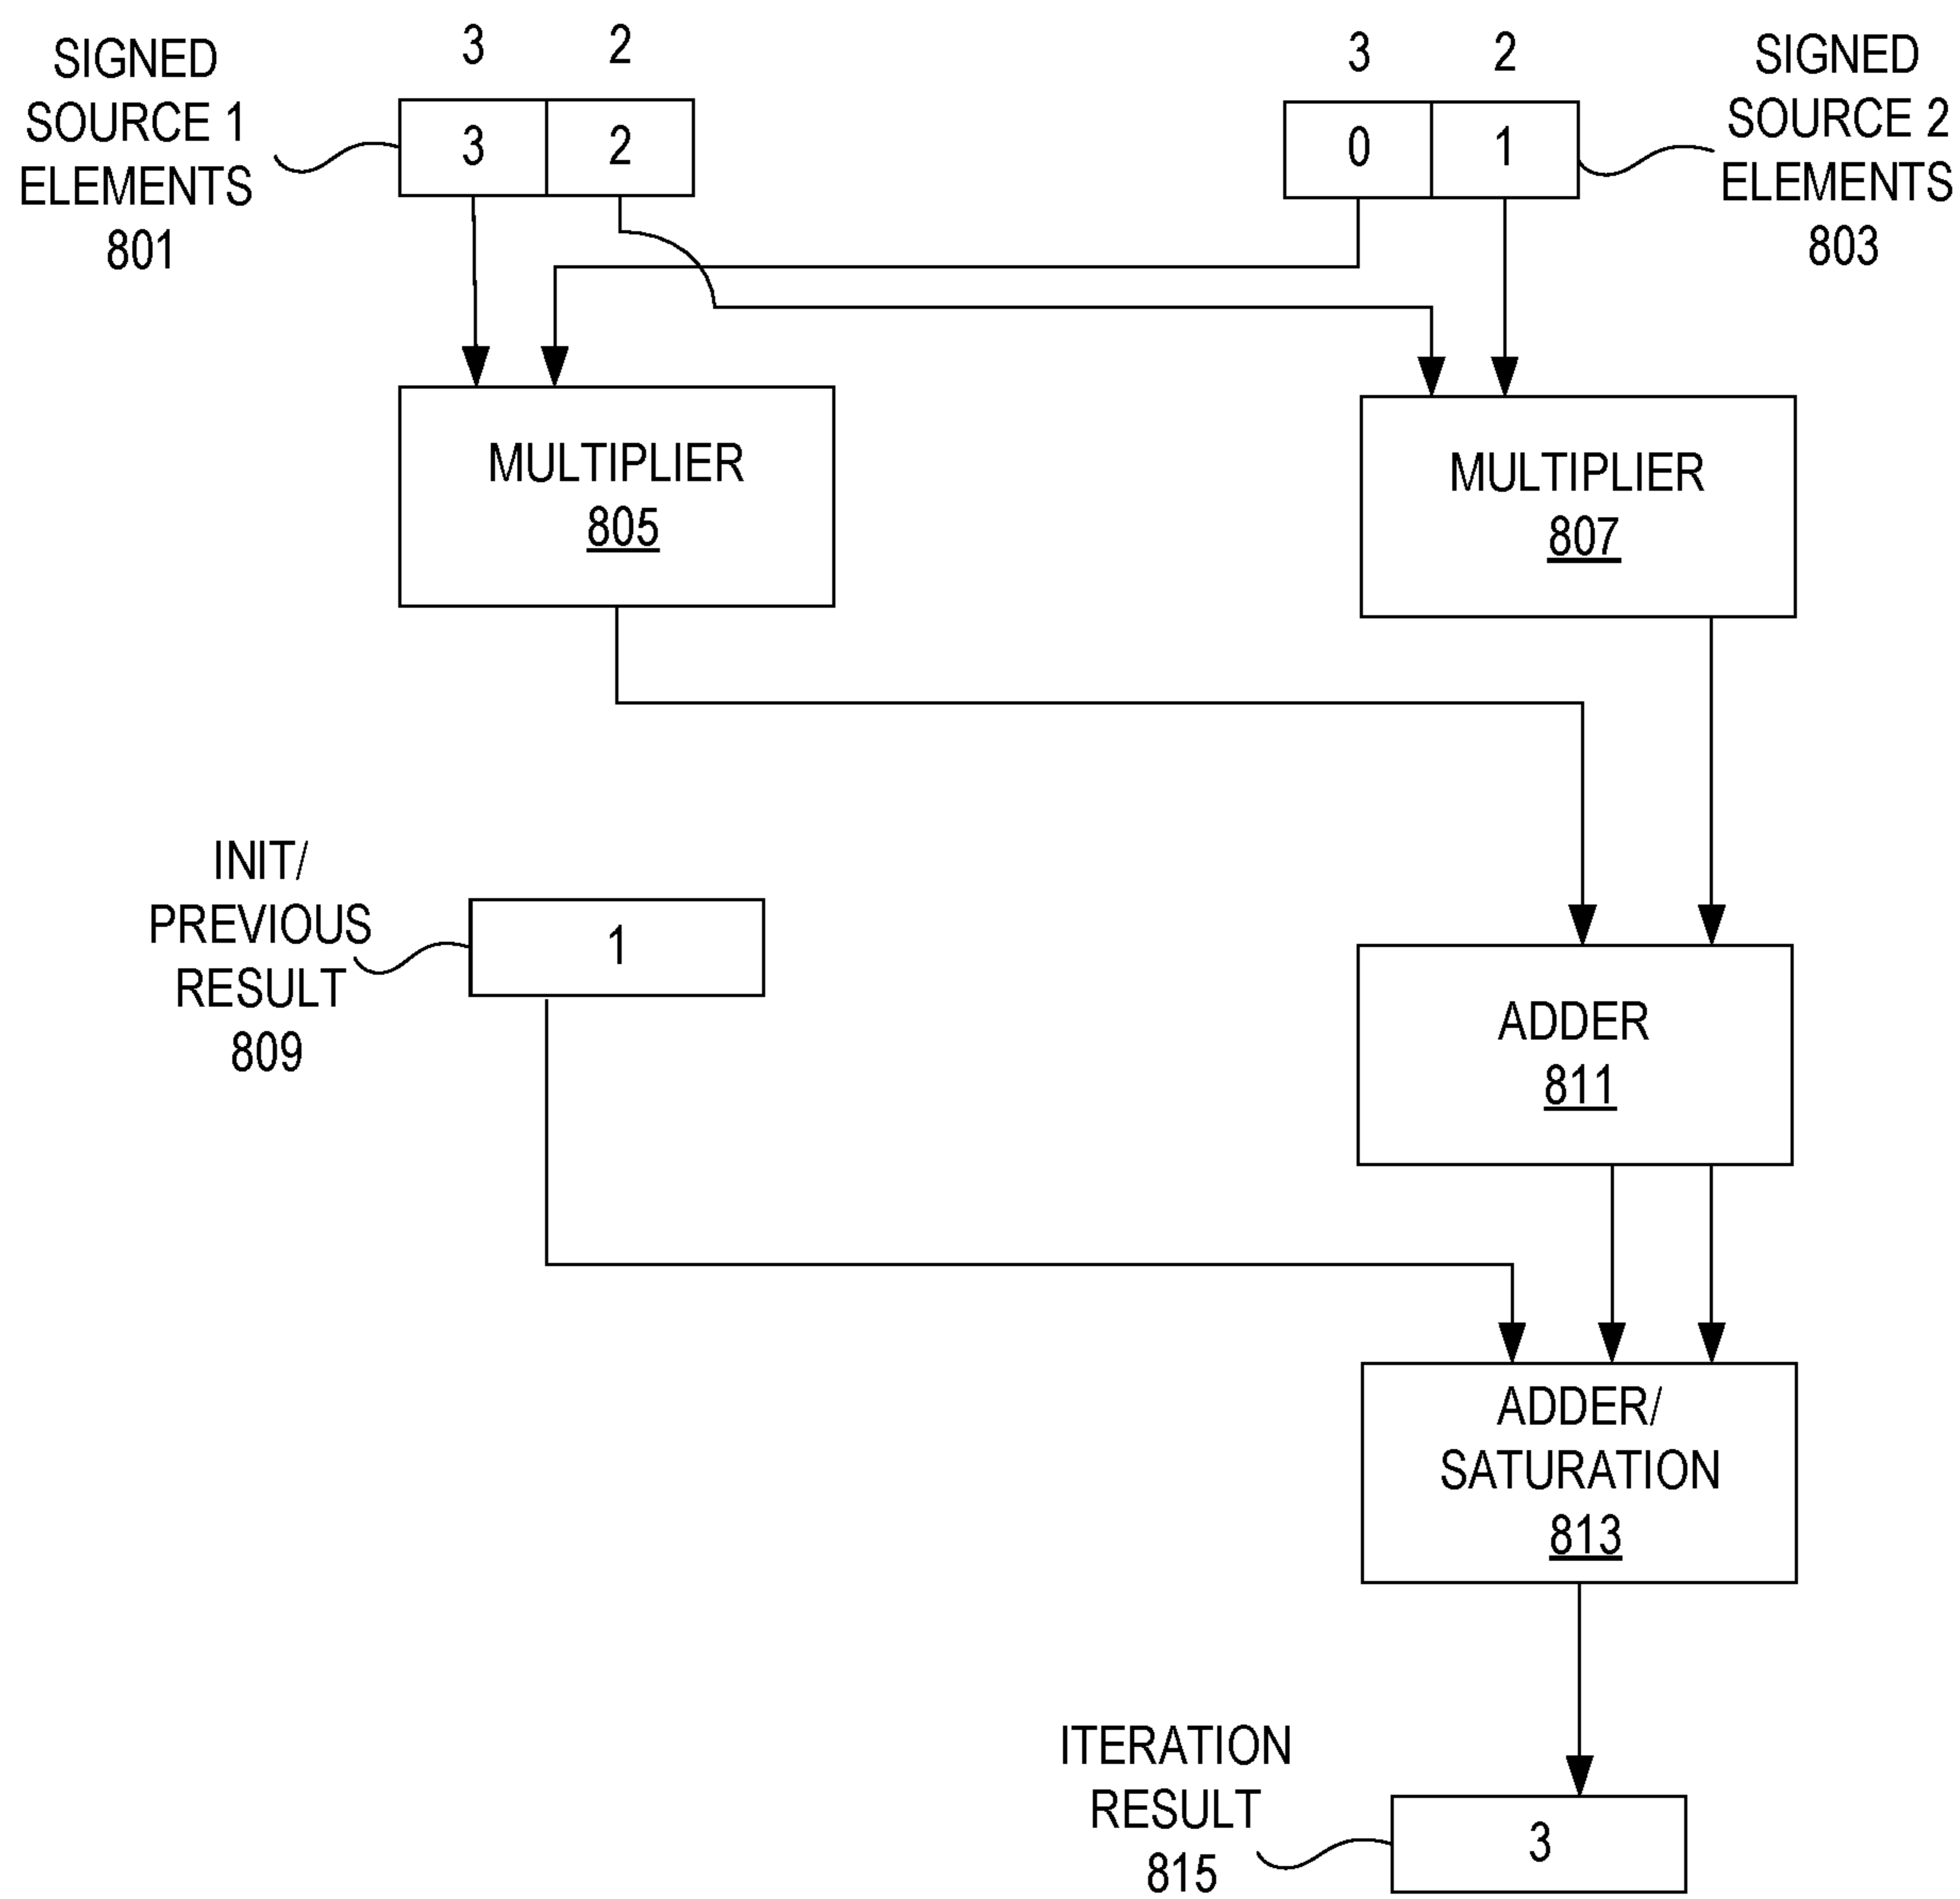 SIGNED
SOURCE 1
ELEMENTS
801
3 2
3 2
3 2
0 1
SIGNED
SOURCE 2
ELEMENTS
803
MULTIPLIER
805
MULTIPLIER
807
INIT/
PREVIOUS
RESULT
809
1
ADDER
811
ADDER/
SATURATION
813
ITERATION
RESULT
815
3